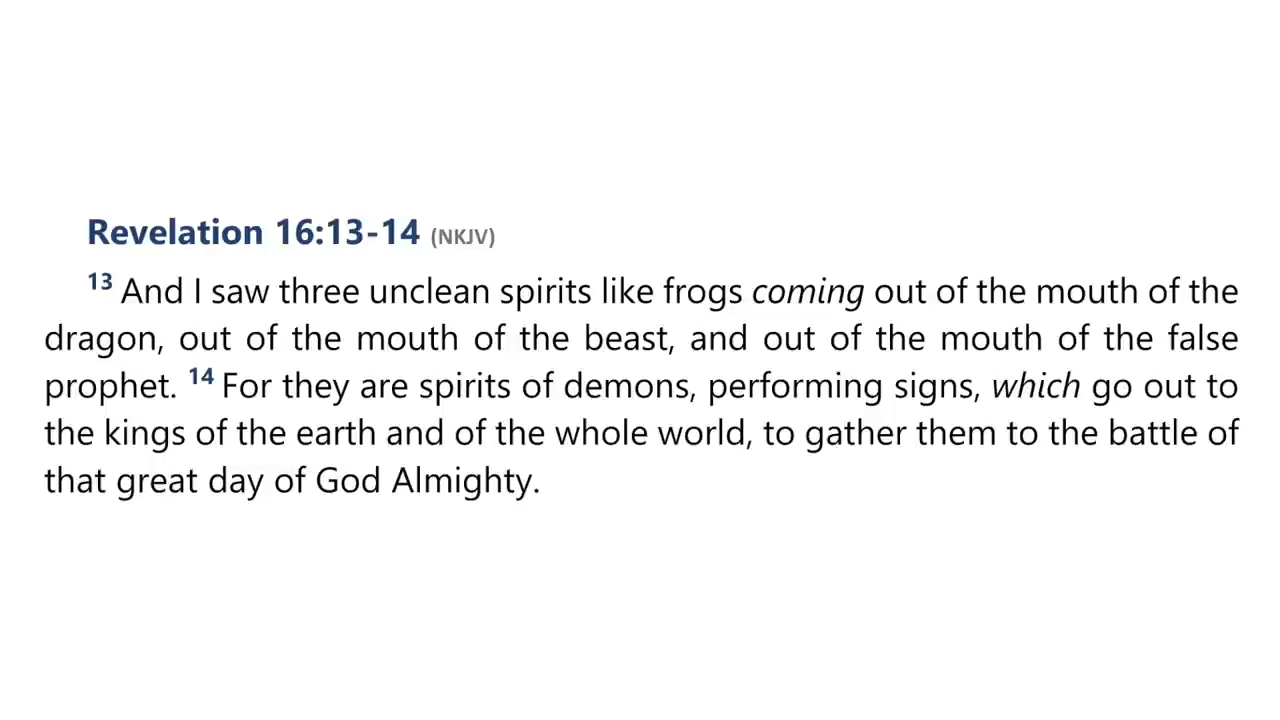 Revelation 16:13-14 (NKJV)
13 And I saw three unclean spirits like frogs coming out of the mouth of the
dragon, out of the mouth of the beast, and out of the mouth of the false
prophet. 14 For they are spirits of demons, performing signs, which go out to
the kings of the earth and of the whole world, to gather them to the battle of
that great day of God Almighty.